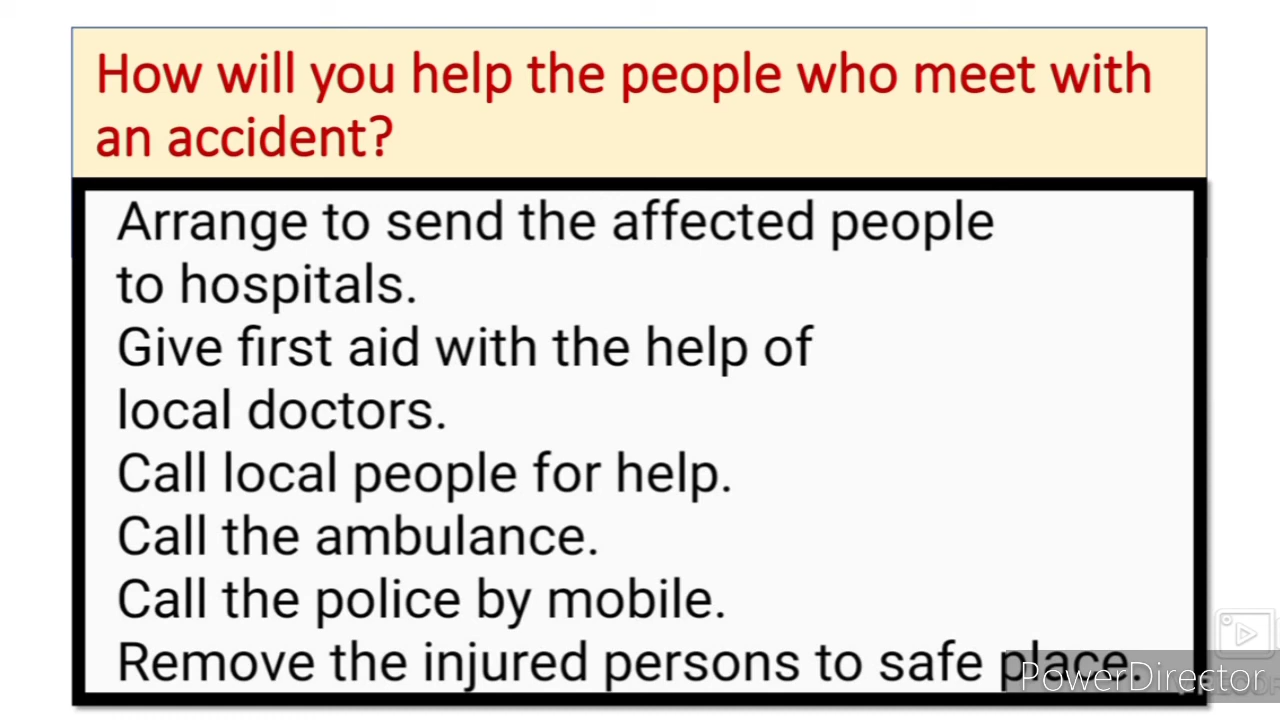 How will you help the people who meet with
an accident?
Arrange to send the affected people
to hospitals.
Give first aid with the help of
local doctors.
Call local people for help.
Call the ambulance.
Call the police by mobile.
Remove the injured persons to safe place.
PowerDirector